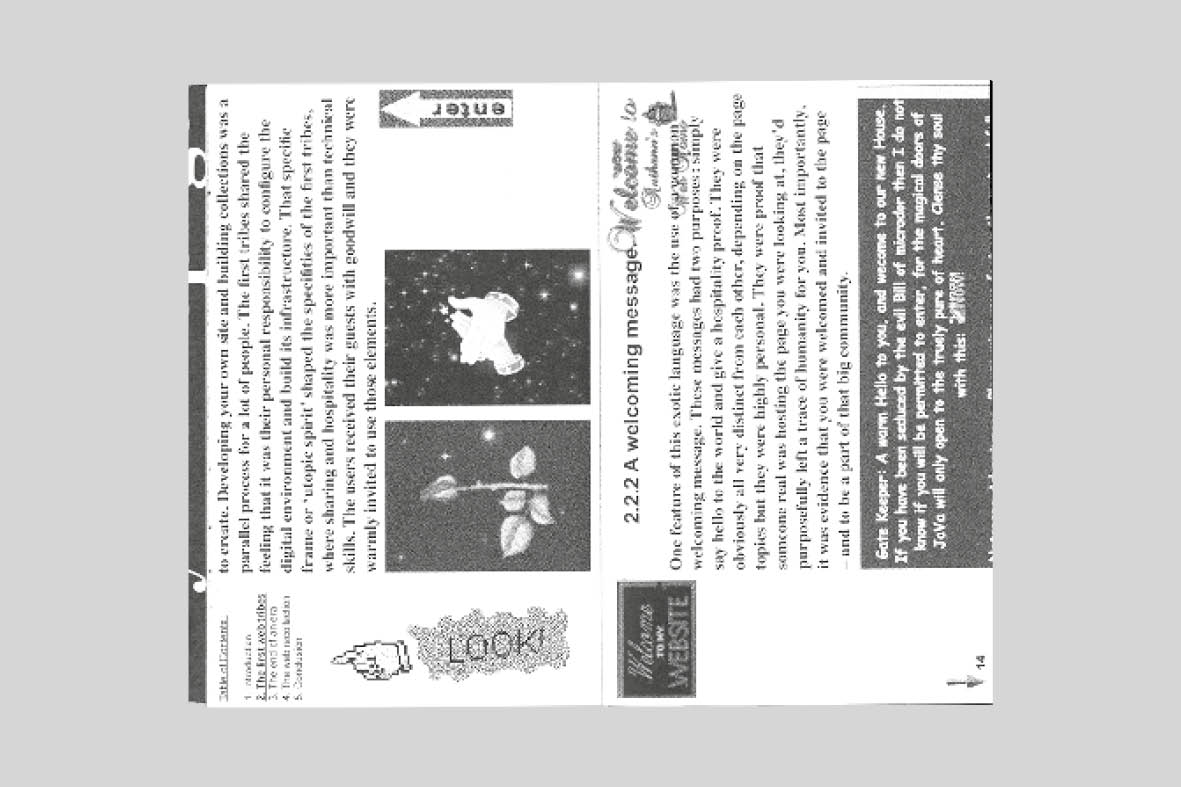 Table of Contents
1. Introduction
2. The first web tribes
3. The end of an era
4. The web
5. Conclusion
to create. Developing your own site and building collections was a
parallel process for a lot of people. The first tribes shared the
feeling that it was their personal responsibility to configure the
digital environment and build its infrastructure. That specific
frame or 'utopic spirit' shaped the specifities of the first tribes,
where sharing and hospitality was more important than technical
skills. The users received their guests with goodwill and they were
warmly invited to use those elements.
enter
LOOK!
Welcome
TO MY
WEBSITE
2.2.2 A welcoming message
Welcome to
One feature of this exotic language was the use of a common
welcoming message. These messages had two purposes : simply
say hello to the world and give a hospitality proof. They were
obviously all very distinct from each other, depending on the page
topics but they were highly personal. They were proof that
someone real was hosting the page you were looking at, they'd
purposefully left a trace of humanity for you. Most importantly,
it was evidence that you were welcomed and invited to the page
– and to be a part of that big community.
Gate Keeper: A warm Hello to you, and welcome to our new House.
If you have been seduced by the evil Bill of microder then I do not
know if you will be permitted to enter, for the magical doors of
JaVa will only open to the truely pure of heart. Clense thy soul
with this:
14